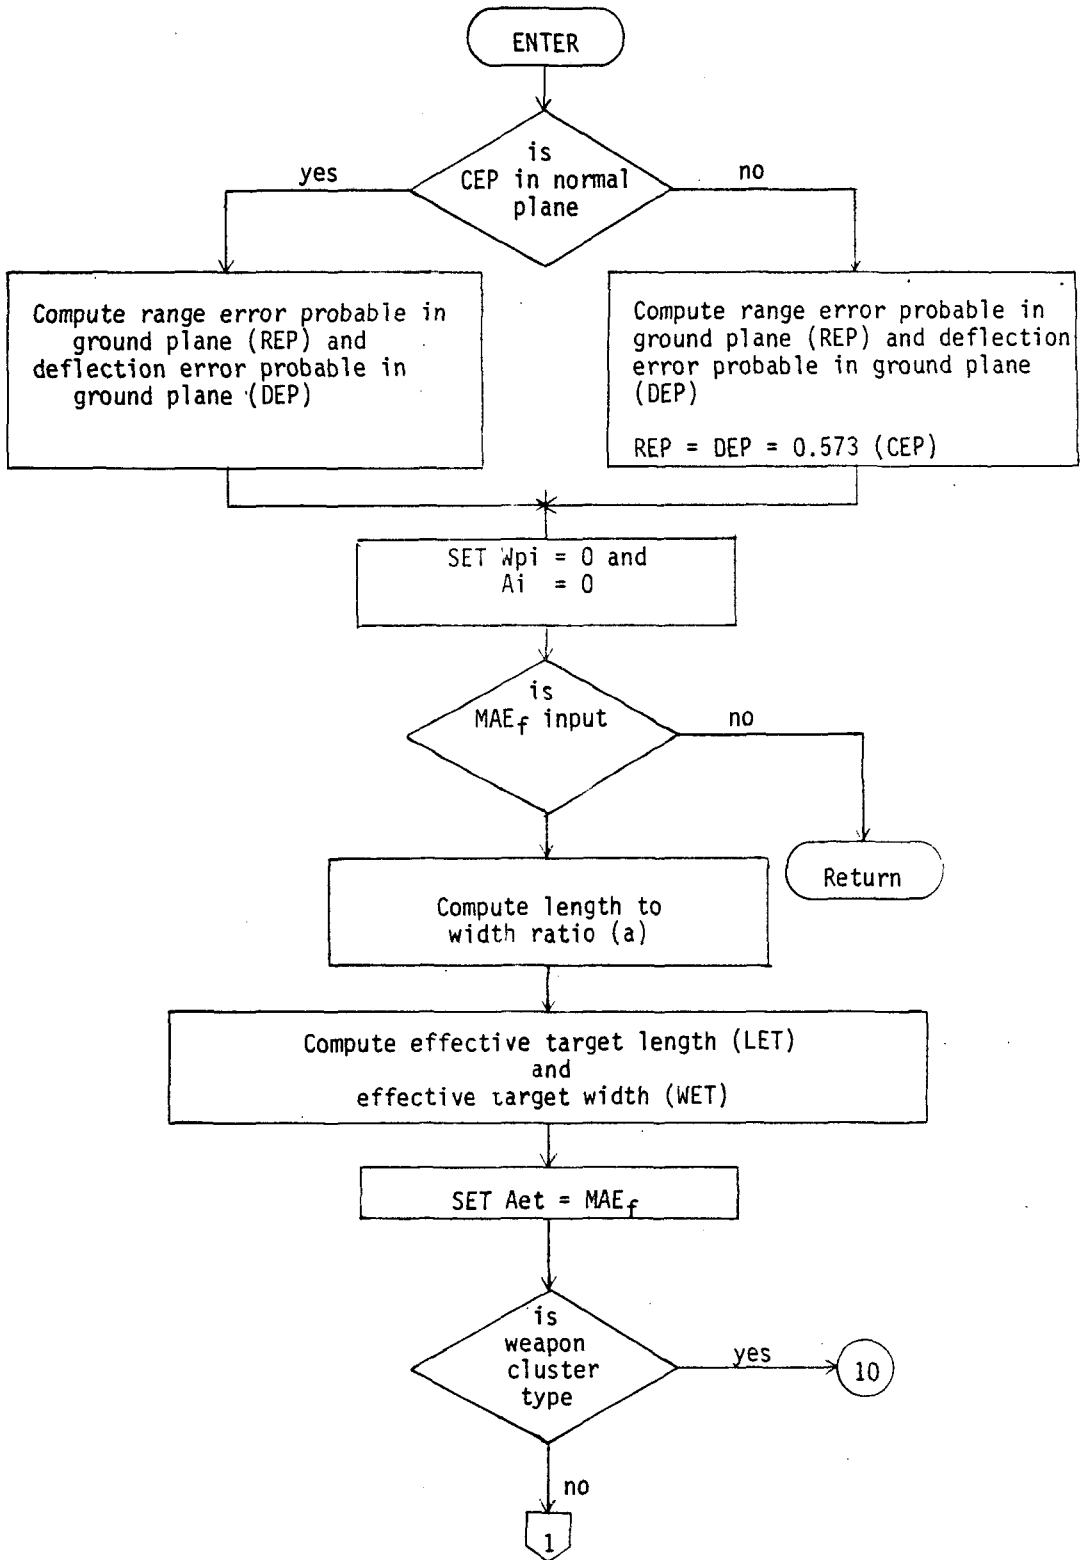 ENTER
is
CEP in normal
plane
yes
no
Compute range error probable in
ground plane (REP) and
deflection error probable in
ground plane (DEP)
Compute range error probable in
ground plane (REP) and deflection
error probable in ground plane
(DEP)
REP = DEP = 0.573 (CEP)
SET Wpi = 0 and
Ai = 0
is
MAEf input
no
Return
Compute length to
width ratio (a)
Compute effective target length (LET)
and
effective target width (WET)
SET Aet = MAEf
is
weapon
cluster
type
yes
10
no
1